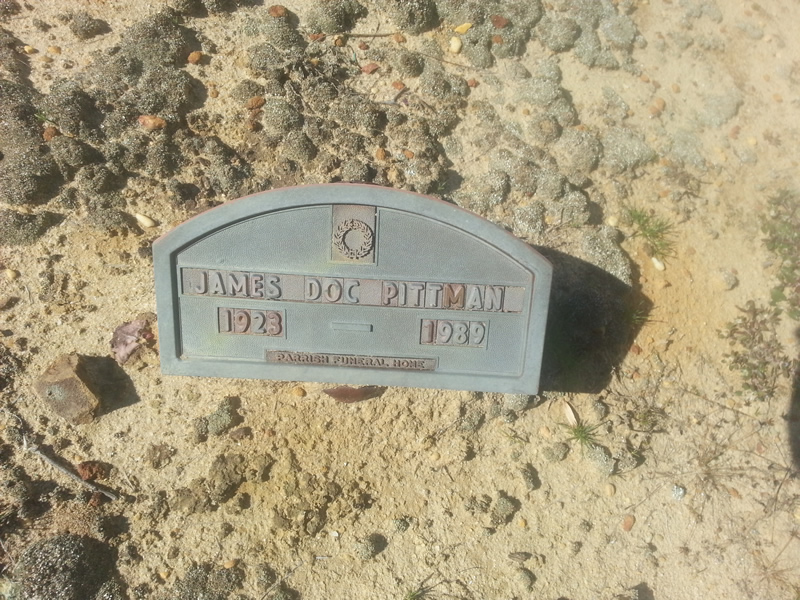 JAMES DOC PITTMAN
1923 - 1989
PARRISH FUNERAL HOME